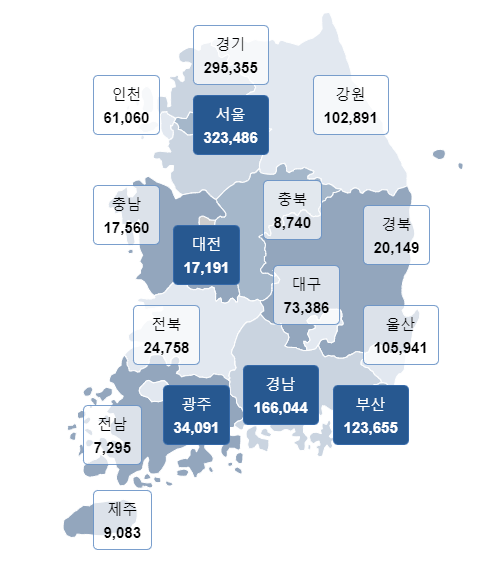 경기
295,355
인천
61,060
서울
323,486
강원
102,891
충남
17,560
충북
8,740
경북
20,149
대전
17,191
대구
73,386
전북
24,758
울산
105,941
경남
166,044
광주
34,091
부산
123,655
전남
7,295
제주
9,083